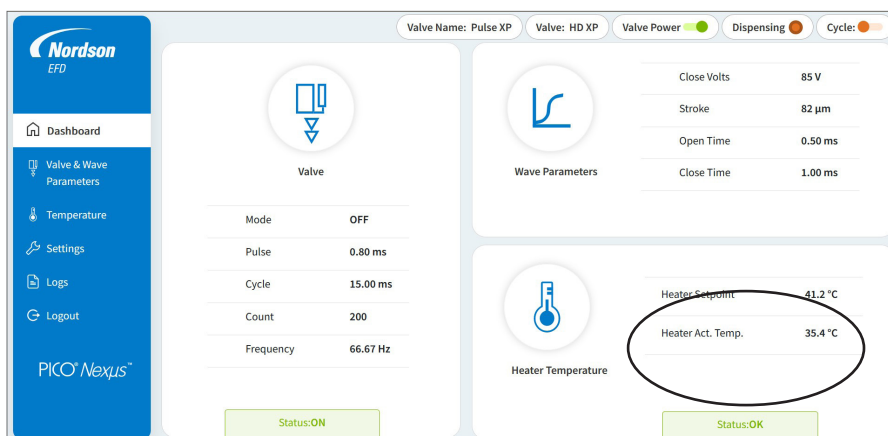 Nordson
EFD
Valve Name: Pulse XP
Valve: HD XP
Valve Power
Dispensing
Cycle:
Dashboard
Valve & Wave
Parameters
Temperature
Settings
Logs
Logout
PICO® Nexμs™
Valve
Mode OFF
Pulse 0.80 ms
Cycle 15.00 ms
Count 200
Frequency 66.67 Hz
Status:ON
Wave Parameters
Close Volts 85 V
Stroke 82 µm
Open Time 0.50 ms
Close Time 1.00 ms
Heater Temperature
Heater Setpoint 41.2 °C
Heater Act. Temp. 35.4 °C
Status:OK